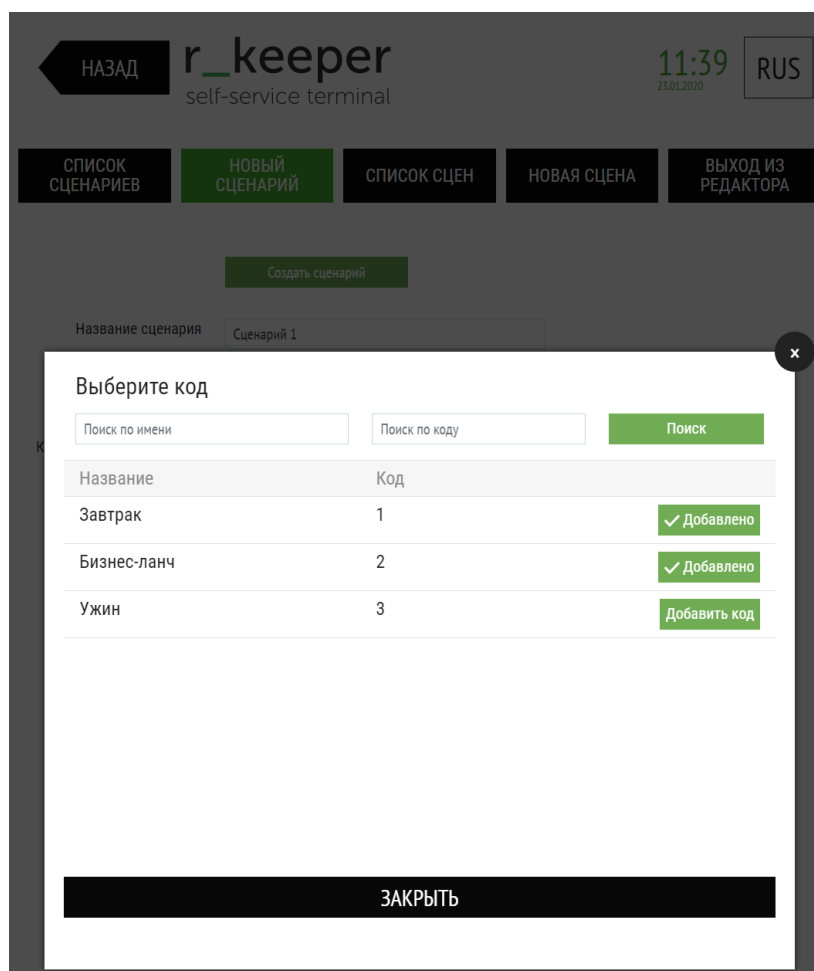 НАЗАД
r_keeper
self-service terminal
11:39
23.01.2020
RUS
СПИСОК
СЦЕНАРИЕВ
НОВЫЙ
СЦЕНАРИЙ
СПИСОК СЦЕН
НОВАЯ СЦЕНА
ВЫХОД ИЗ
РЕДАКТОРА
Создать сценарий
Название сценария
Сценарий 1
x
Выберите код
Поиск по имени
Поиск по коду
Поиск
К
Название
Код
Завтрак
1
Добавлено
Бизнес-ланч
2
Добавлено
Ужин
3
Добавить код
ЗАКРЫТЬ